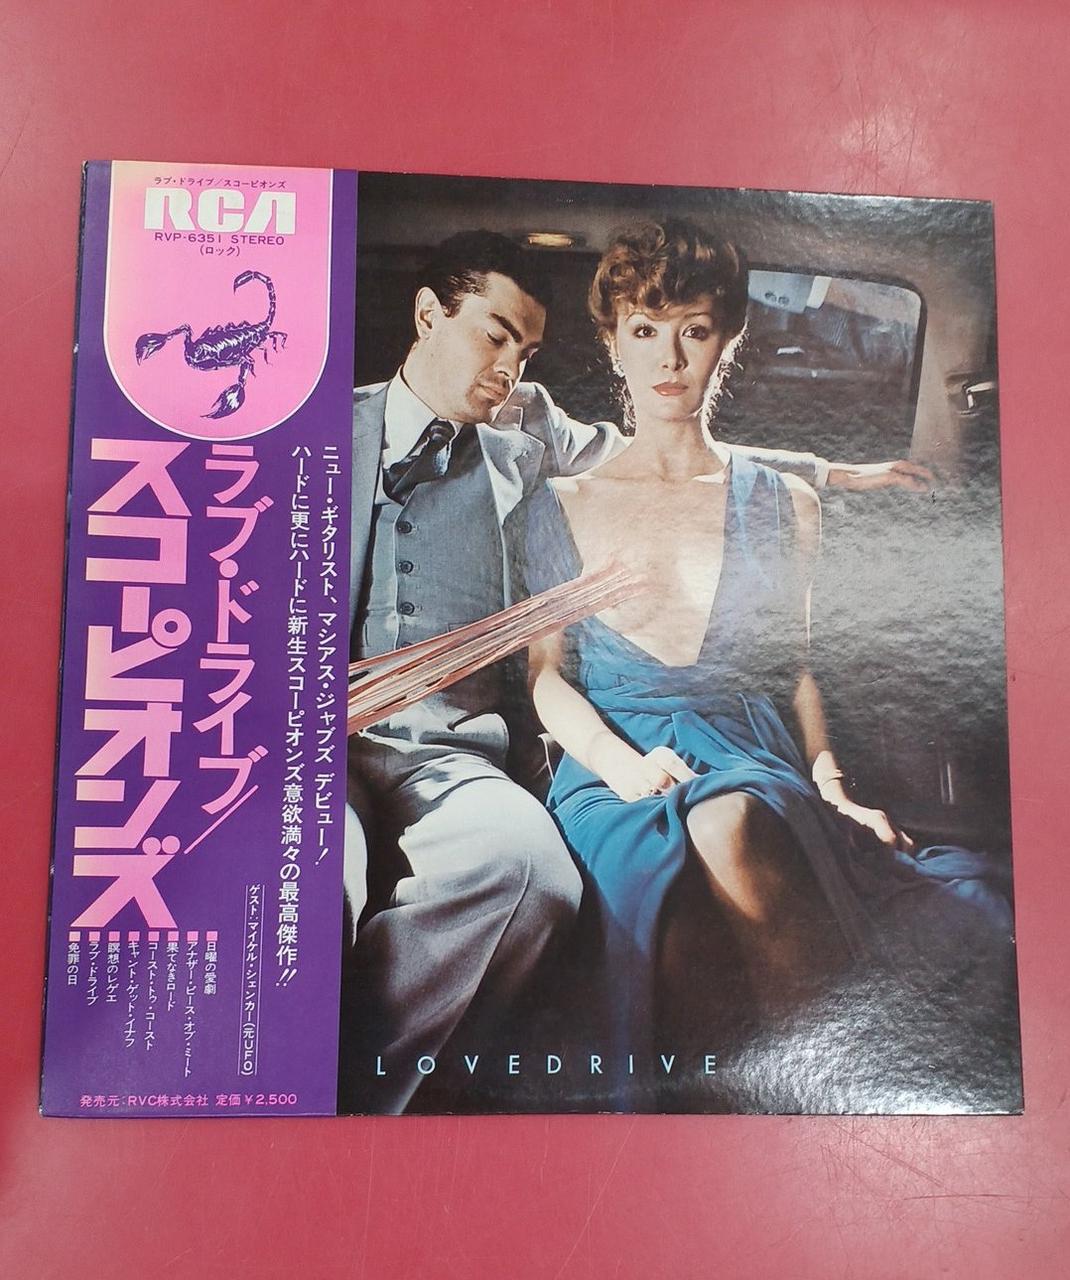 ラブ・ドライブ/スコーピオンズ
RCA
RVP-6351 STEREO
(ロック)
ニュー・ギタリスト、マシアス・ジャブズ デビュー!
ハードに更にハードに新生スコーピオンズ意欲満々の最高傑作!!
ラブ・ドライブ/
スコーピオンズ
ゲスト:マイケル・シェンカー(元UFO)
■日曜の愛劇
■アナザー・ピース・オブ・ミート
■果てなきロード
■コースト・トゥ・コースト
■キャント・ゲット・イナフ
■瞑想のレゲエ
■ラブ・ドライブ
■免罪の日
発売元:RVC株式会社 定価¥2,500
LOVEDRIVE